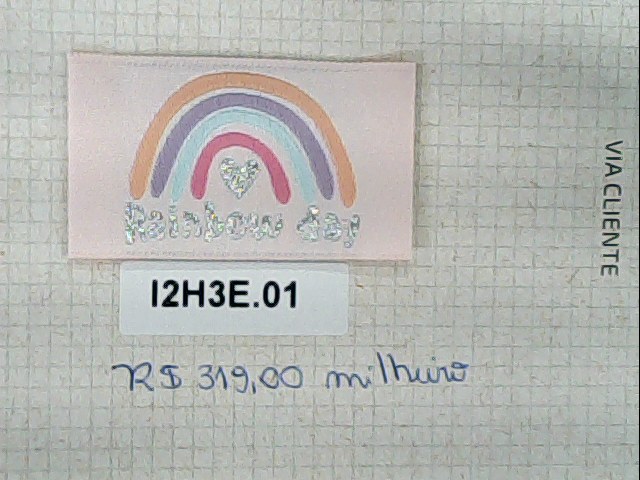 Rainbow day
I2H3E.01
R$ 319,00 milheiro
VIA CLIENTE